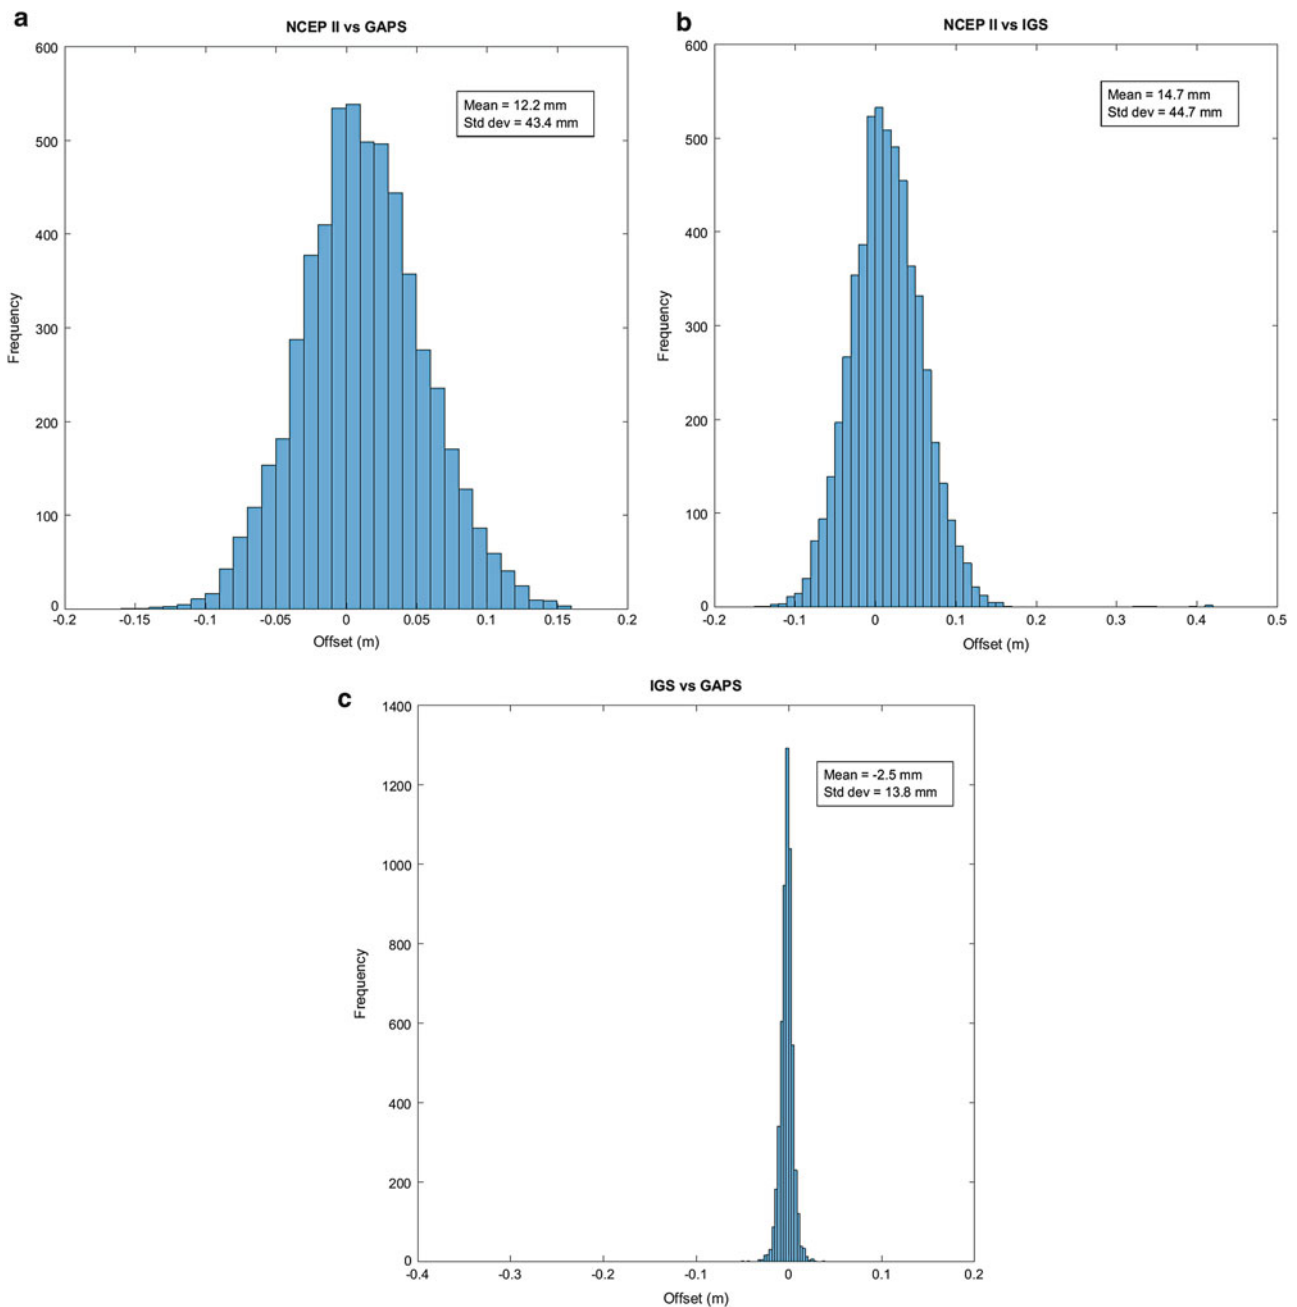 a
NCEP II vs GAPS
600
500
400
300
200
100
0
Frequency
Mean = 12.2 mm
Std dev = 43.4 mm
-0.2 -0.15 -0.1 -0.05 0 0.05 0.1 0.15 0.2
Offset (m)
b
NCEP II vs IGS
600
500
400
300
200
100
0
Frequency
Mean = 14.7 mm
Std dev = 44.7 mm
-0.2 -0.1 0 0.1 0.2 0.3 0.4 0.5
Offset (m)
c
IGS vs GAPS
1400
1200
1000
800
600
400
200
0
Frequency
Mean = -2.5 mm
Std dev = 13.8 mm
-0.4 -0.3 -0.2 -0.1 0 0.1 0.2
Offset (m)